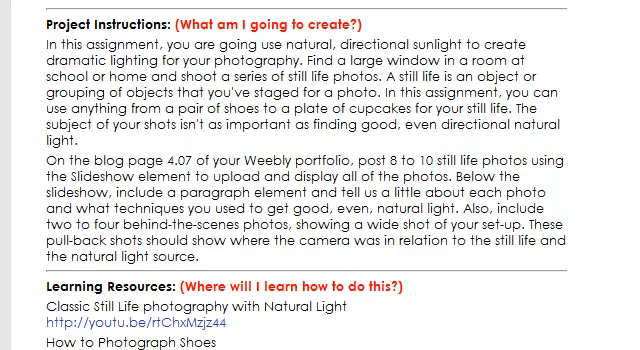 Project Instructions: (What am I going to create?)
In this assignment, you are going use natural, directional sunlight to create
dramatic lighting for your photography. Find a large window in a room at
school or home and shoot a series of still life photos. A still life is an object or
grouping of objects that you've staged for a photo. In this assignment, you can
use anything from a pair of shoes to a plate of cupcakes for your still life. The
subject of your shots isn't as important as finding good, even directional natural
light.
On the blog page 4.07 of your Weebly portfolio, post 8 to 10 still life photos using
the Slideshow element to upload and display all of the photos. Below the
slideshow, include a paragraph element and tell us a little about each photo
and what techniques you used to get good, even, natural light. Also, include
two to four behind-the-scenes photos, showing a wide shot of your set-up. These
pull-back shots should show where the camera was in relation to the still life and
the natural light source.
Learning Resources: (Where will I learn how to do this?)
Classic Still Life photography with Natural Light
http://youtu.be/rtChxMzjz44
How to Photograph Shoes